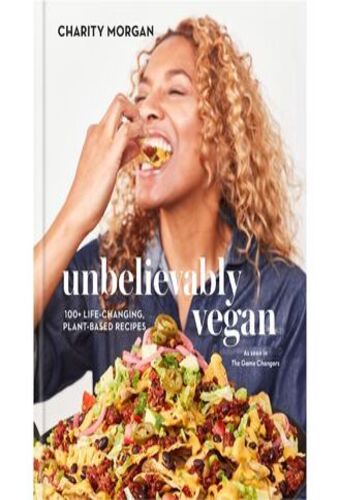 CHARITY MORGAN
unbelievably
100+ LIFE-CHANGING,
PLANT-BASED RECIPES
vegan
As seen in
The Game Changers